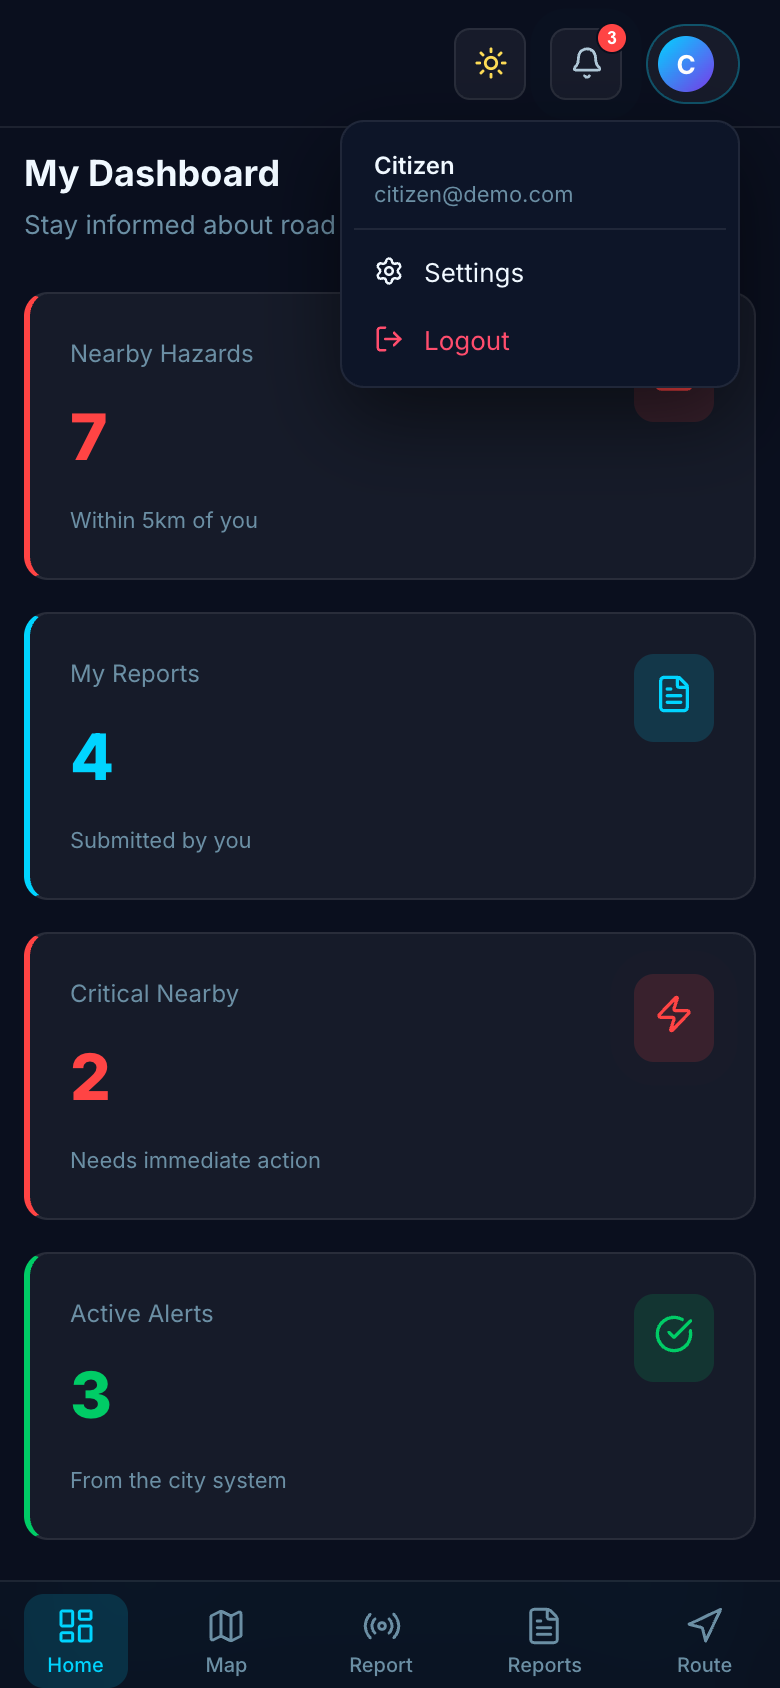 3
C
Citizen
citizen@demo.com
Settings
Logout
My Dashboard
Stay informed about road
Nearby Hazards
7
Within 5km of you
My Reports
4
Submitted by you
Critical Nearby
2
Needs immediate action
Active Alerts
3
From the city system
Home Map Report Reports Route